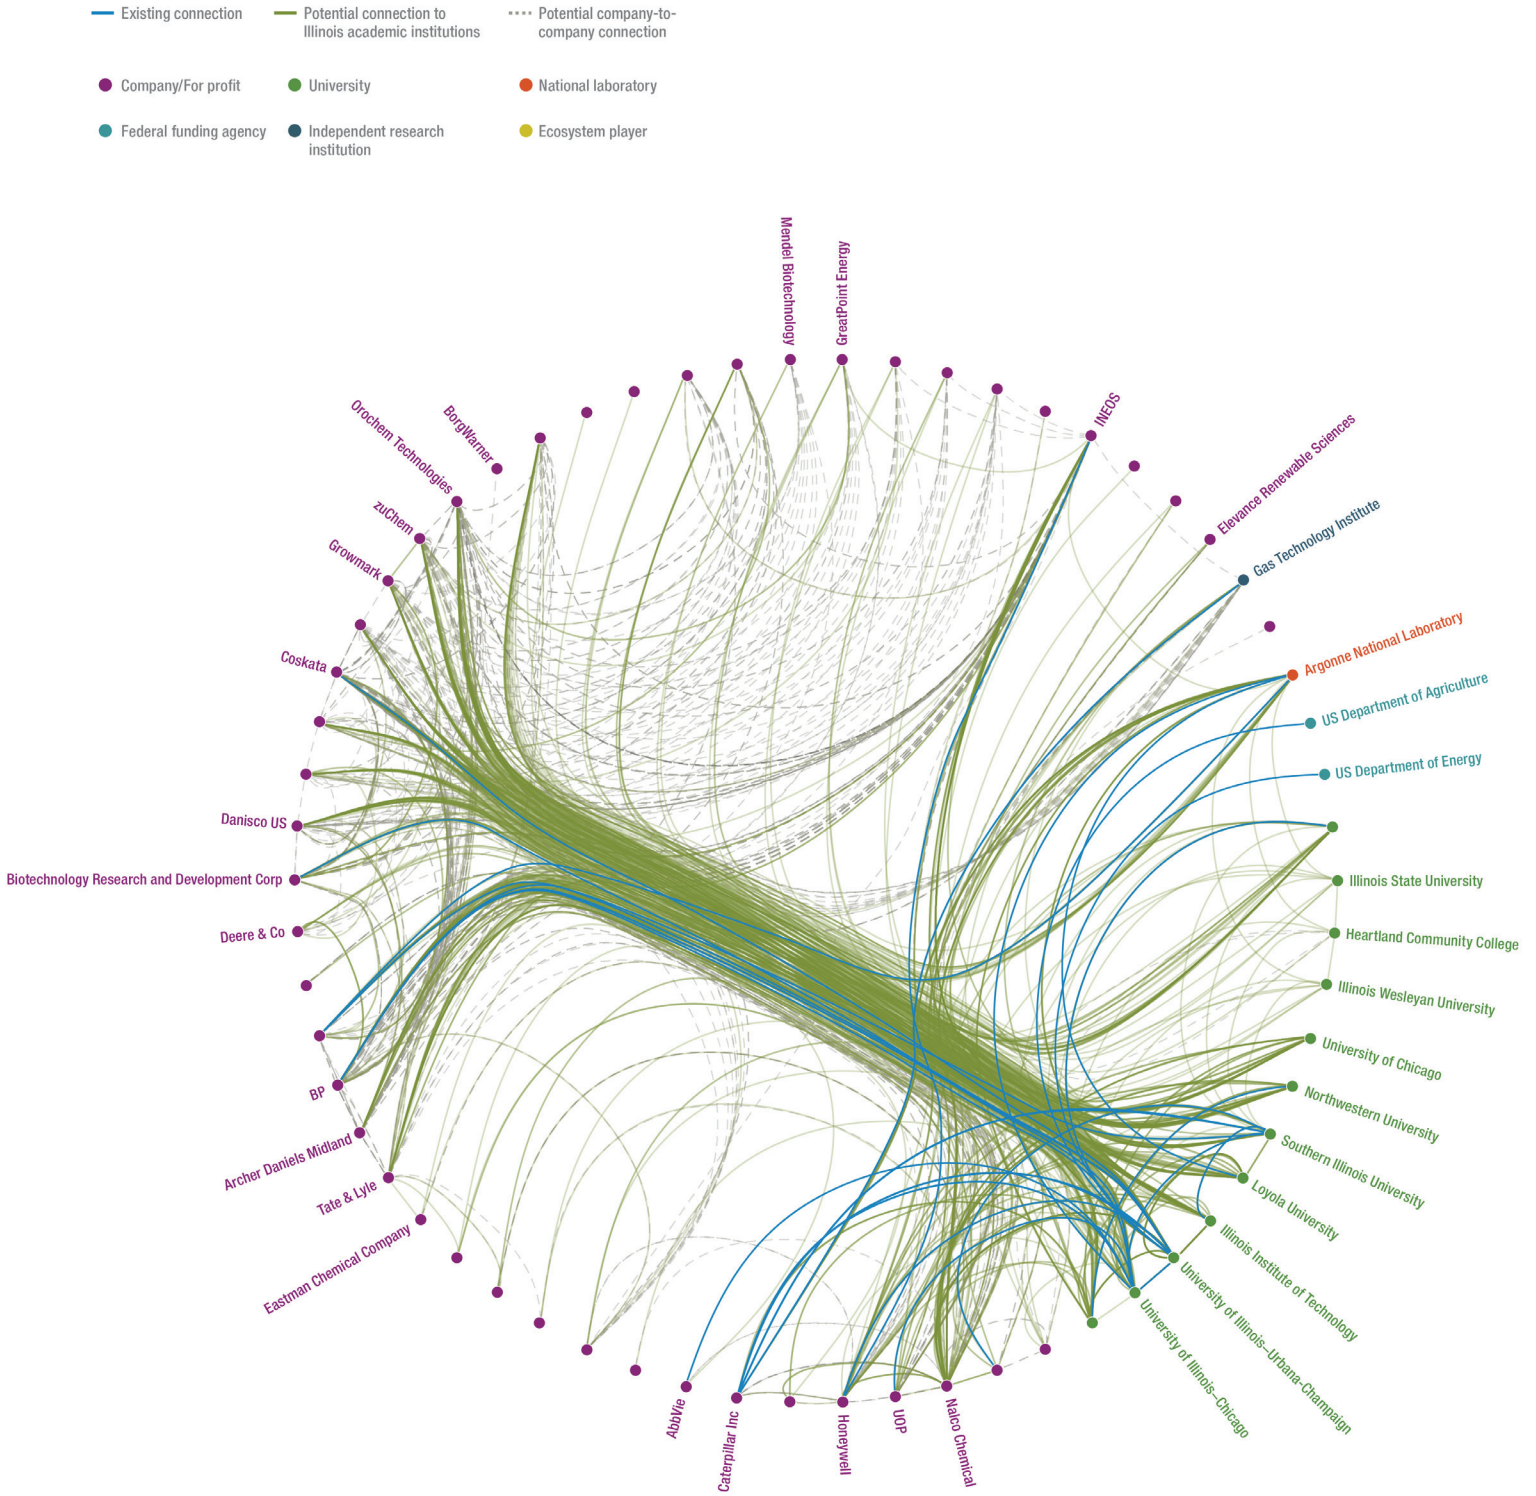 Existing connection
Potential connection to
Illinois academic institutions
Potential company-to-
company connection
Company/For profit
University
National laboratory
Federal funding agency
Independent research
institution
Ecosystem player
Mendel Biotechnology
GreatPoint Energy
INEOS
Elevance Renewable Sciences
Gas Technology Institute
Argonne National Laboratory
US Department of Agriculture
US Department of Energy
Illinois State University
Heartland Community College
Illinois Wesleyan University
University of Chicago
Northwestern University
Southern Illinois University
Loyola University
Illinois Institute of Technology
University of Illinois–Urbana-Champaign
University of Illinois–Chicago
Nalco Chemical
UOP
Honeywell
Caterpillar Inc
AbbVie
Eastman Chemical Company
Tate & Lyle
Archer Daniels Midland
BP
Deere & Co
Biotechnology Research and Development Corp
Danisco US
Coskata
Growmark
zuChem
Orochem Technologies
BorgWarner